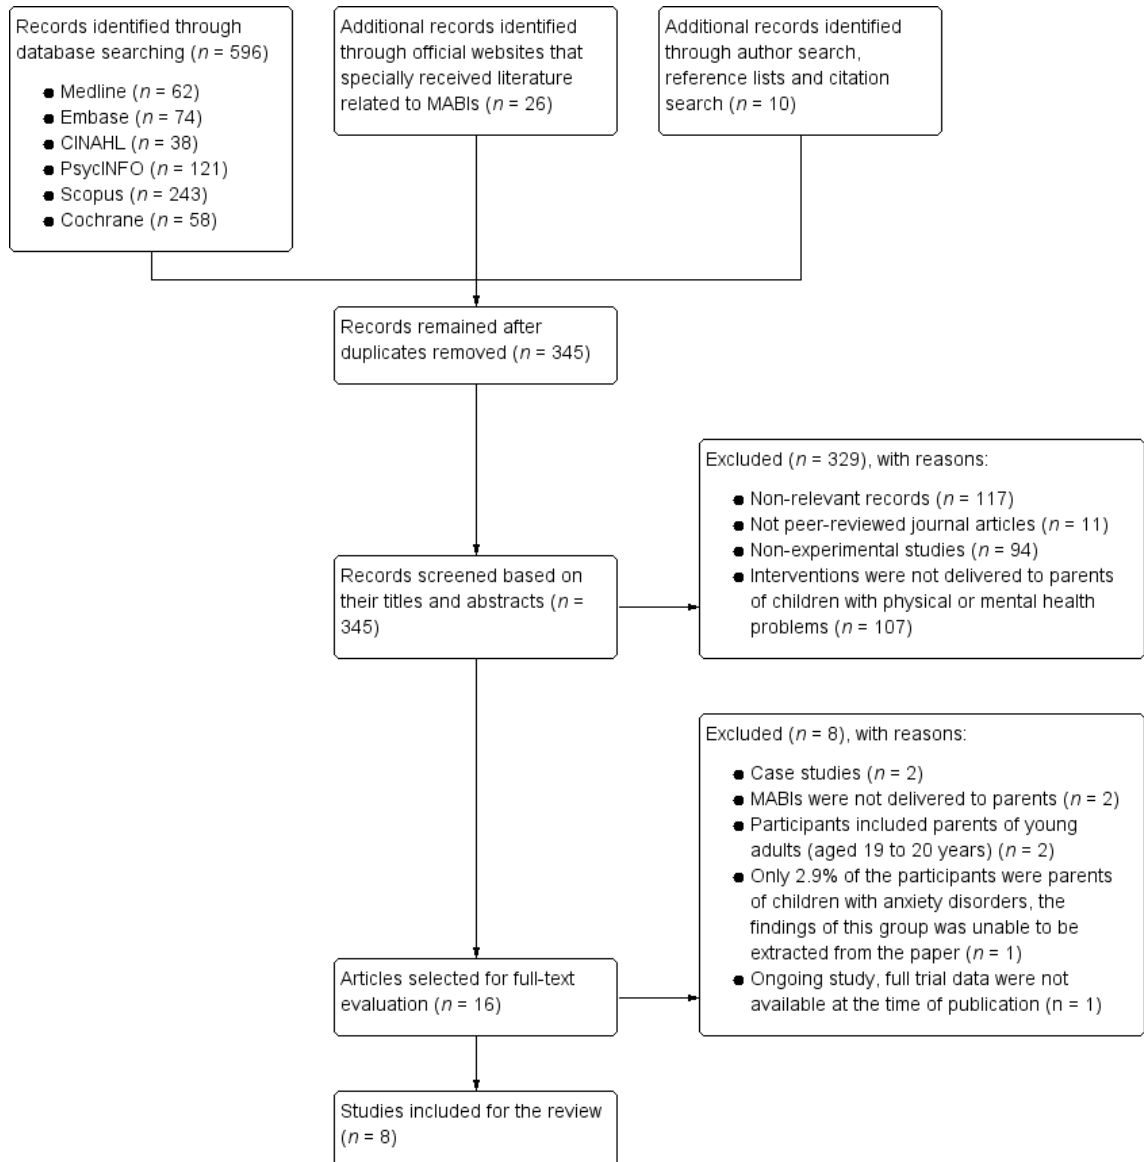 Records identified through
database searching (n = 596)
● Medline (n = 62)
● Embase (n = 74)
● CINAHL (n = 38)
● PsycINFO (n = 121)
● Scopus (n = 243)
● Cochrane (n = 58)
Additional records identified
through official websites that
specially received literature
related to MABIs (n = 26)
Additional records identified
through author search,
reference lists and citation
search (n = 10)
Records remained after
duplicates removed (n = 345)
Records screened based on
their titles and abstracts (n =
345)
Excluded (n = 329), with reasons:
● Non-relevant records (n = 117)
● Not peer-reviewed journal articles (n = 11)
● Non-experimental studies (n = 94)
● Interventions were not delivered to parents
of children with physical or mental health
problems (n = 107)
Articles selected for full-text
evaluation (n = 16)
Excluded (n = 8), with reasons:
● Case studies (n = 2)
● MABIs were not delivered to parents (n = 2)
● Participants included parents of young
adults (aged 19 to 20 years) (n = 2)
● Only 2.9% of the participants were parents
of children with anxiety disorders, the
findings of this group was unable to be
extracted from the paper (n = 1)
● Ongoing study, full trial data were not
available at the time of publication (n = 1)
Studies included for the review
(n = 8)